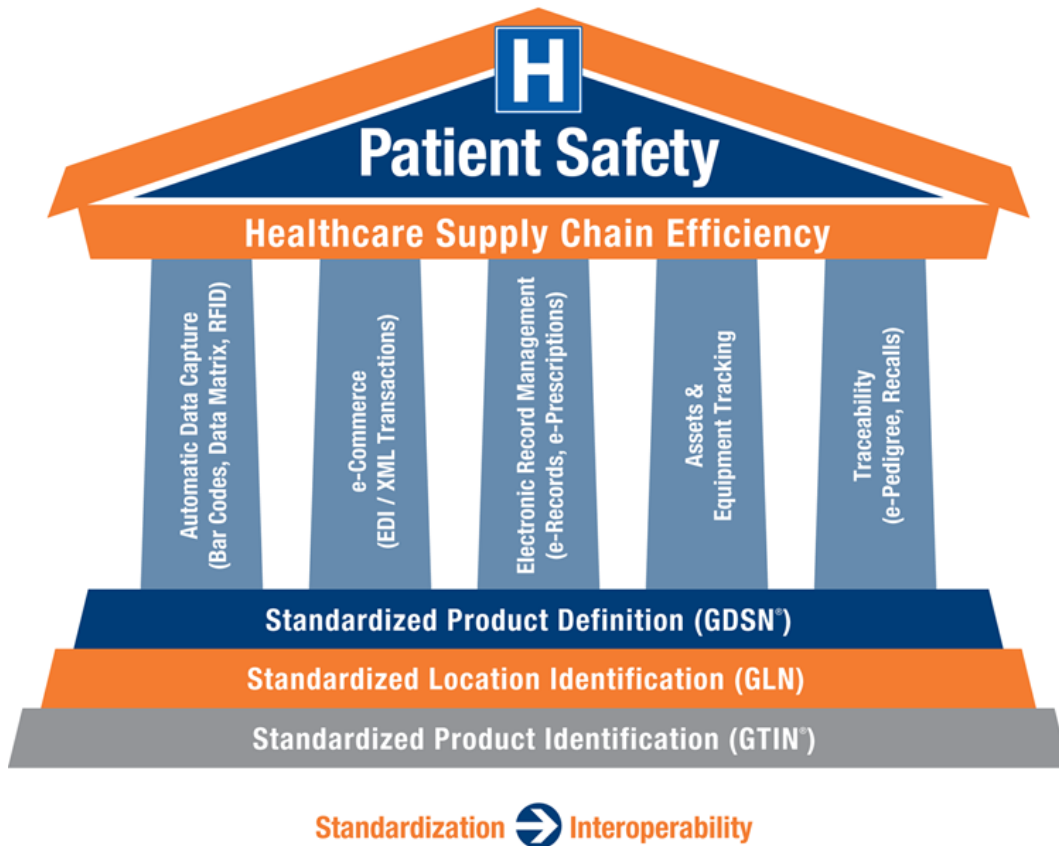 H
Patient Safety
Healthcare Supply Chain Efficiency
Automatic Data Capture
(Bar Codes, Data Matrix, RFID)
e-Commerce
(EDI / XML Transactions)
Electronic Record Management
(e-Records, e-Prescriptions)
Assets &
Equipment Tracking
Traceability
(e-Pedigree, Recalls)
Standardized Product Definition (GDSN®)
Standardized Location Identification (GLN)
Standardized Product Identification (GTIN®)
Standardization → Interoperability